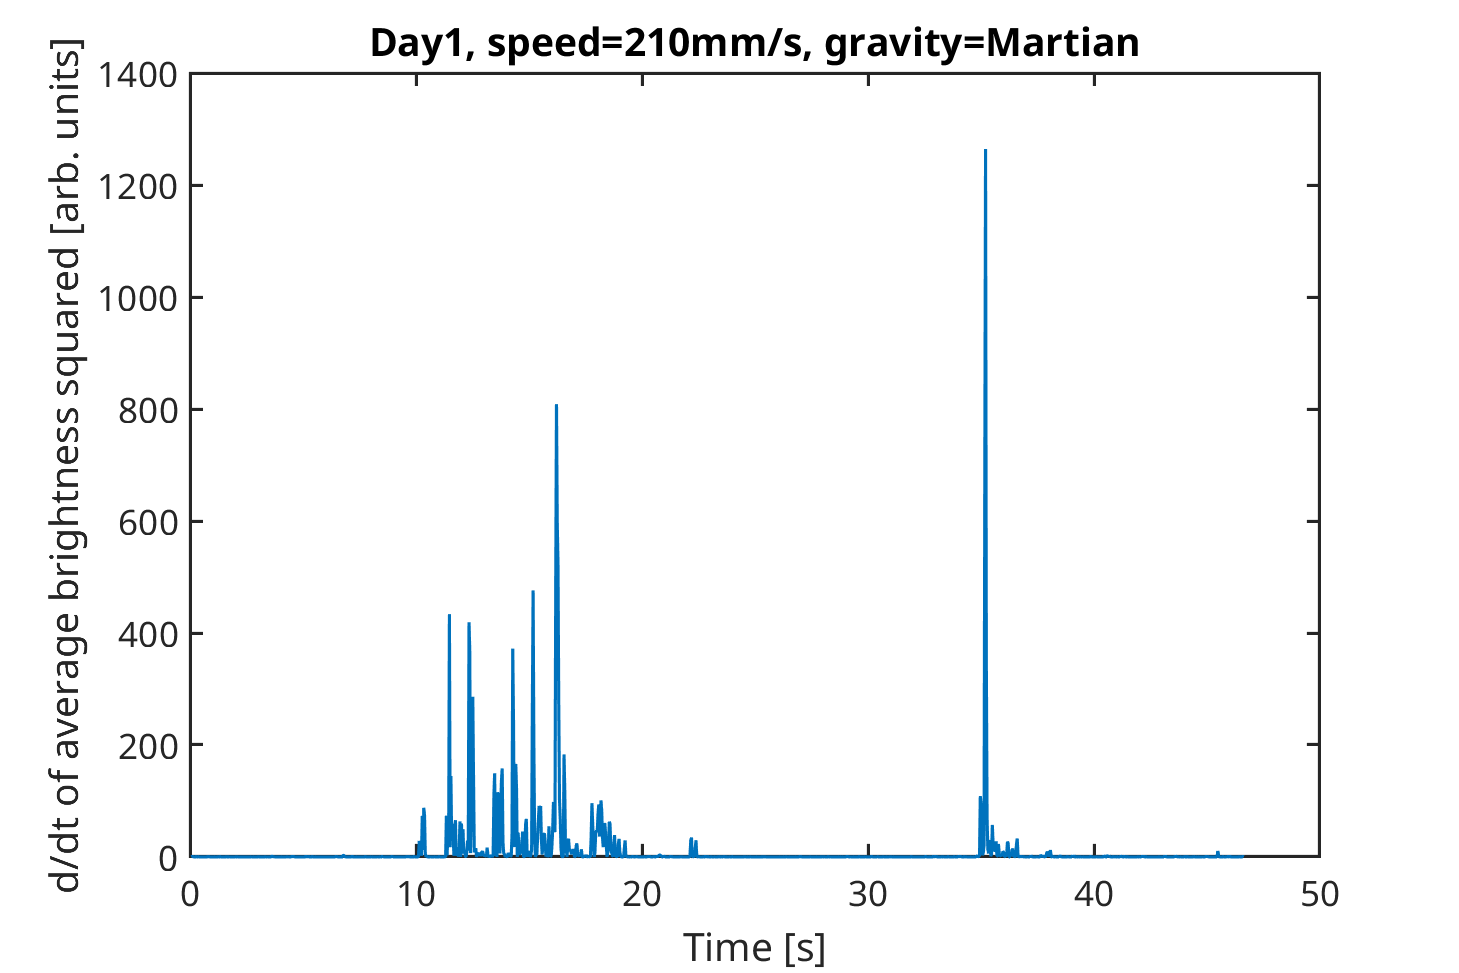 Day1, speed=210mm/s, gravity=Martian
d/dt of average brightness squared [arb. units]
1400
1200
1000
800
600
400
200
0
0 10 20 30 40 50
Time [s]